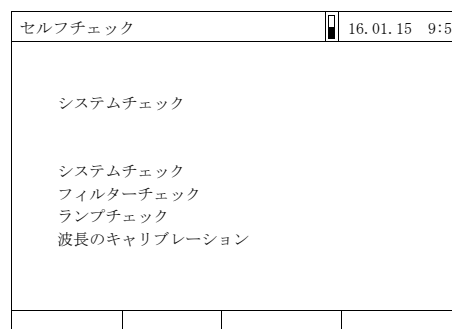 セルフチェック 16.01.15 9:5
システムチェック
システムチェック
フィルターチェック
ランプチェック
波長のキャリブレーション